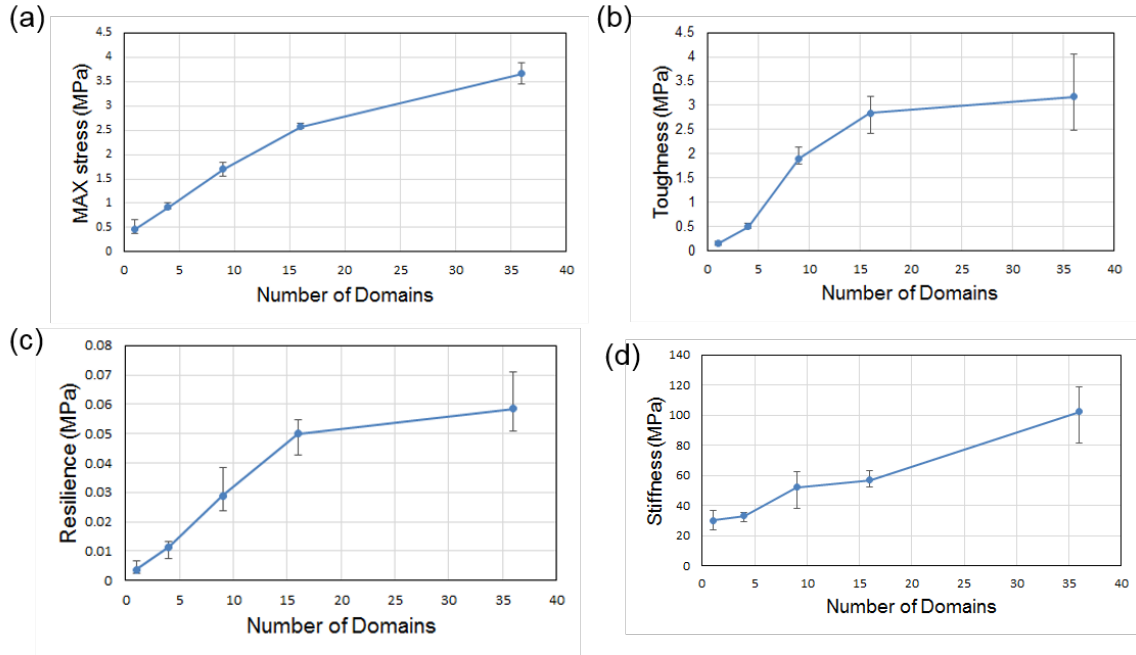 (a)
MAX stress (MPa)
4.5
4
3.5
3
2.5
2
1.5
1
0.5
0
0 5 10 15 20 25 30 35 40
Number of Domains
(b)
Toughness (MPa)
4.5
4
3.5
3
2.5
2
1.5
1
0.5
0
0 5 10 15 20 25 30 35 40
Number of Domains
(c)
Resilience (MPa)
0.08
0.07
0.06
0.05
0.04
0.03
0.02
0.01
0
0 5 10 15 20 25 30 35 40
Number of Domains
(d)
Stiffness (MPa)
140
120
100
80
60
40
20
0
0 5 10 15 20 25 30 35 40
Number of Domains